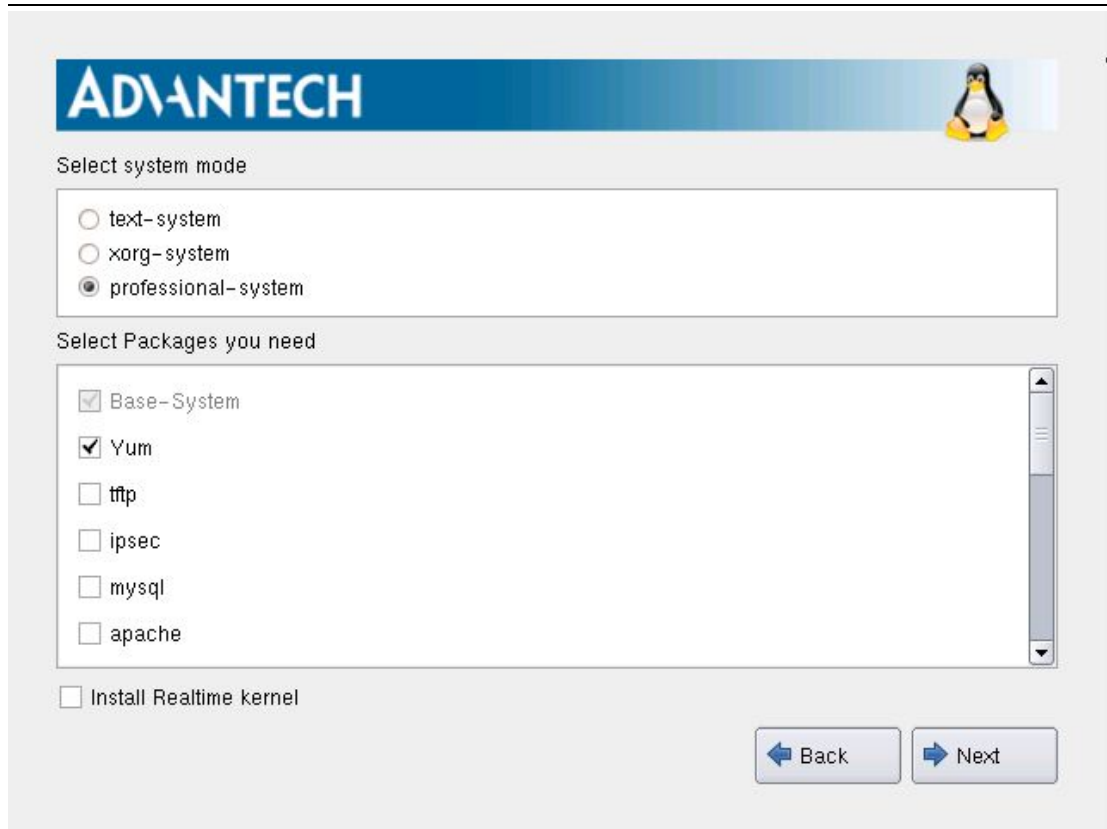 ADVANTECH
Select system mode
text-system
xorg-system
professional-system
Select Packages you need
Base-System
Yum
tftp
ipsec
mysql
apache
Install Realtime kernel
Back
Next